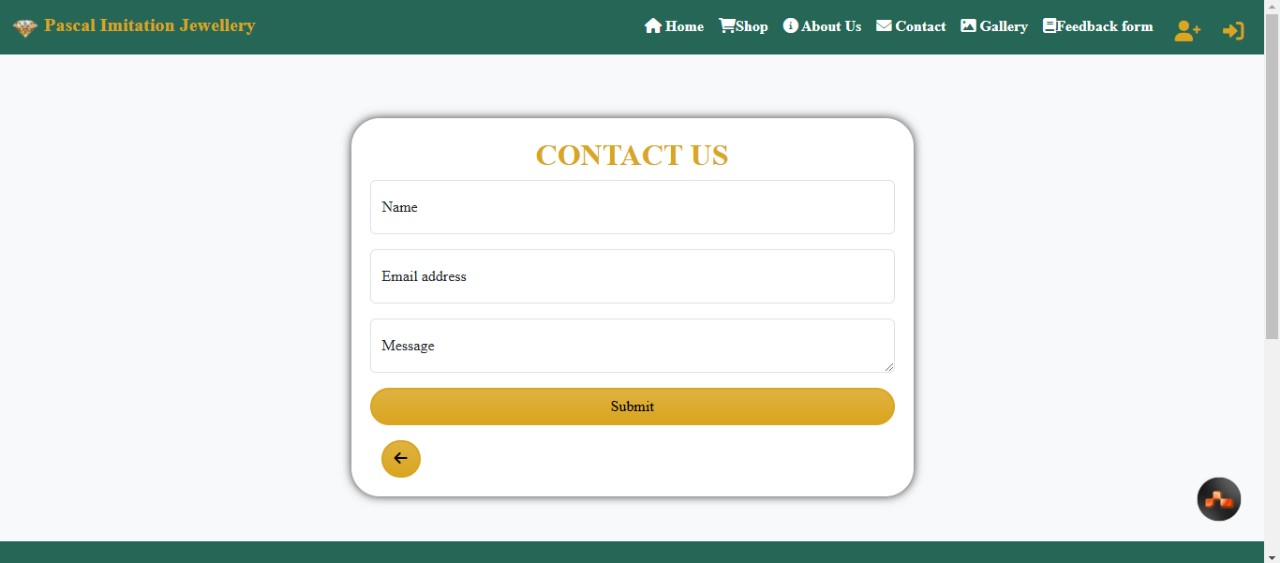 Pascal Imitation Jewellery
Home Shop About Us Contact Gallery Feedback form
CONTACT US
Name
Email address
Message
Submit